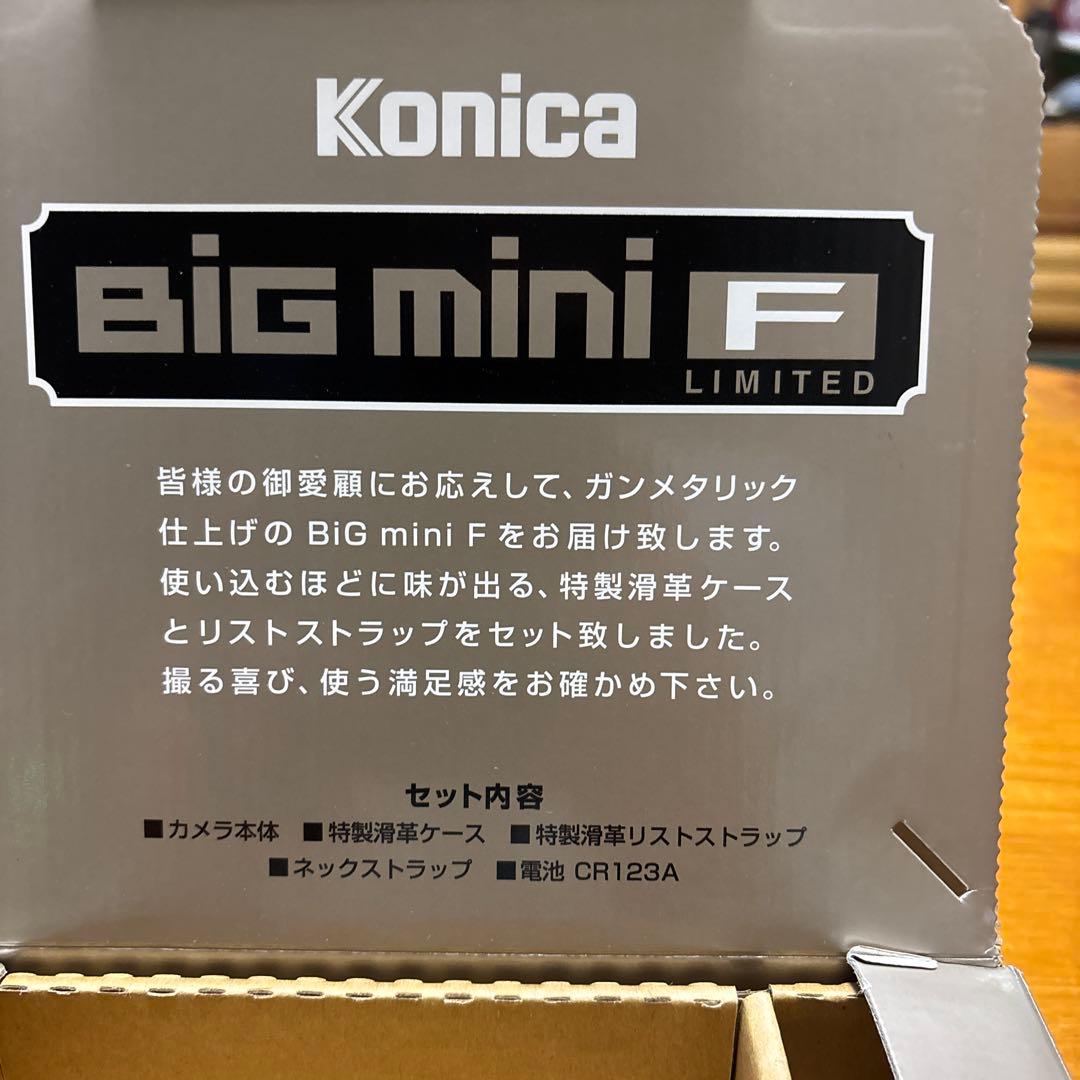 Konica
BiG mini F
LIMITED
皆様の御愛顧にお応えして、ガンメタリック
仕上げの BiG mini F をお届け致します。
使い込むほどに味が出る、特製滑革ケース
とリストストラップをセット致しました。
撮る喜び、使う満足感をお確かめ下さい。
セット内容
■カメラ本体 ■特製滑革ケース ■特製滑革リストストラップ
■ネックストラップ ■電池 CR123A